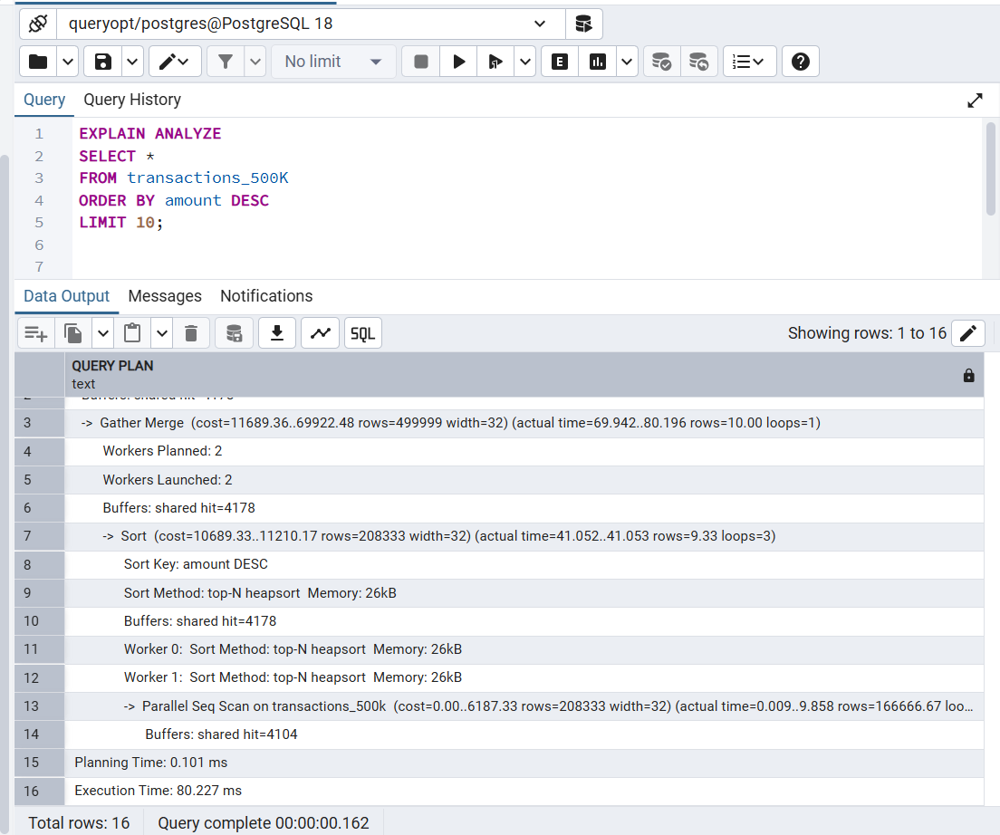 queryopt/postgres@PostgreSQL 18
No limit
E
Query Query History
1 EXPLAIN ANALYZE
2 SELECT *
3 FROM transactions_500K
4 ORDER BY amount DESC
5 LIMIT 10;
6
7
Data Output Messages Notifications
SQL
Showing rows: 1 to 16
QUERY PLAN
text
2 Buffers: shared hit=4178
3 -> Gather Merge (cost=11689.36..69922.48 rows=499999 width=32) (actual time=69.942..80.196 rows=10.00 loops=1)
4 Workers Planned: 2
5 Workers Launched: 2
6 Buffers: shared hit=4178
7 -> Sort (cost=10689.33..11210.17 rows=208333 width=32) (actual time=41.052..41.053 rows=9.33 loops=3)
8 Sort Key: amount DESC
9 Sort Method: top-N heapsort Memory: 26kB
10 Buffers: shared hit=4178
11 Worker 0: Sort Method: top-N heapsort Memory: 26kB
12 Worker 1: Sort Method: top-N heapsort Memory: 26kB
13 -> Parallel Seq Scan on transactions_500k (cost=0.00..6187.33 rows=208333 width=32) (actual time=0.009..9.858 rows=166666.67 loo…
14 Buffers: shared hit=4104
15 Planning Time: 0.101 ms
16 Execution Time: 80.227 ms
Total rows: 16 Query complete 00:00:00.162